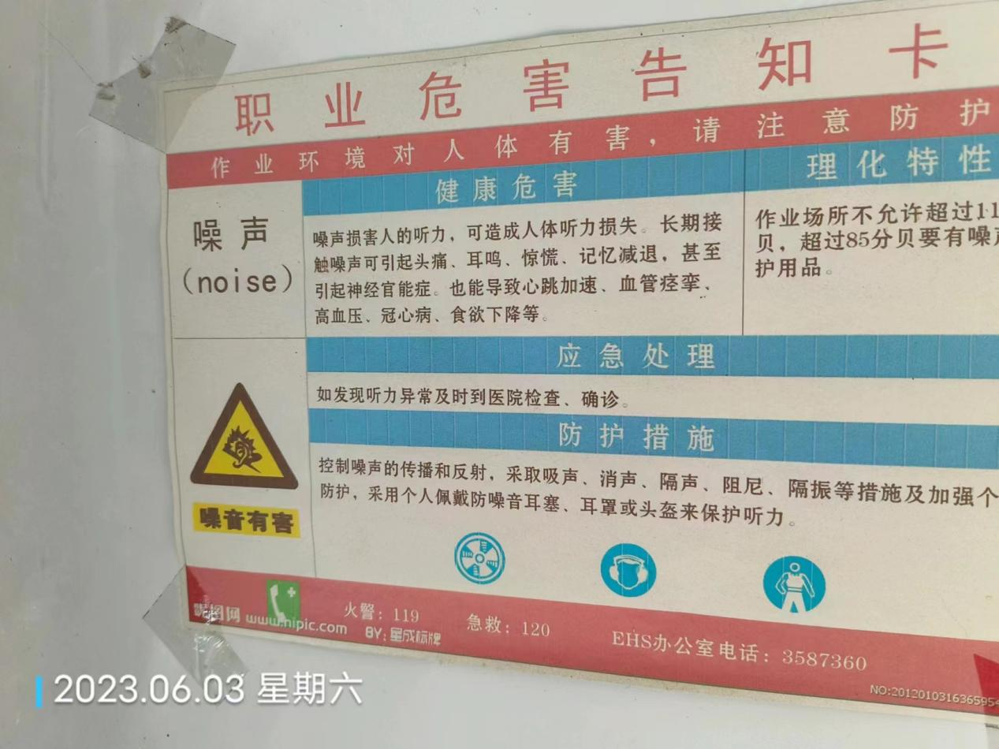 职业危害告知卡
作业环境对人体有害，请注意防护
噪声
(noise)
健康危害
噪声损害人的听力，可造成人体听力损失。长期接
触噪声可引起头痛、耳鸣、惊慌、记忆减退，甚至
引起神经官能症。也能导致心跳加速、血管痉挛、
高血压、冠心病、食欲下降等。
理化特性
作业场所不允许超过11
贝，超过85分贝要有噪声
护用品。
应急处理
如发现听力异常及时到医院检查、确诊。
防护措施
控制噪声的传播和反射，采取吸声、消声、隔声、阻尼、隔振等措施及加强个
防护，采用个人佩戴防噪音耳塞、耳罩或头盔来保护听力。
噪音有害
昵图网 www.nipic.com BY：星成标牌
火警：119
急救：120
EHS办公室电话：3587360
NO:2012010316365954
2023.06.03 星期六